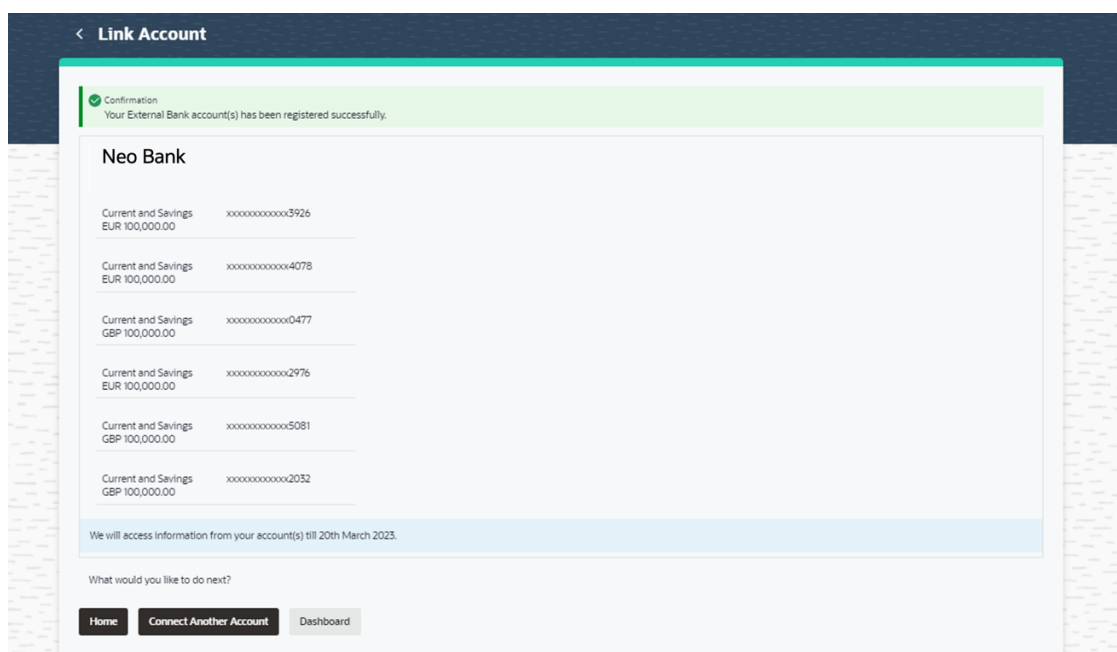 Link Account
Confirmation
Your External Bank account(s) has been registered successfully.
Neo Bank
Current and Savings xxxxxxxxxxxx3926
EUR 100,000.00
Current and Savings xxxxxxxxxxxx4078
EUR 100,000.00
Current and Savings xxxxxxxxxxxx0477
GBP 100,000.00
Current and Savings xxxxxxxxxxxx2976
EUR 100,000.00
Current and Savings xxxxxxxxxxxx5081
GBP 100,000.00
Current and Savings xxxxxxxxxxxx2032
GBP 100,000.00
We will access information from your account(s) till 20th March 2023.
What would you like to do next?
Home Connect Another Account Dashboard